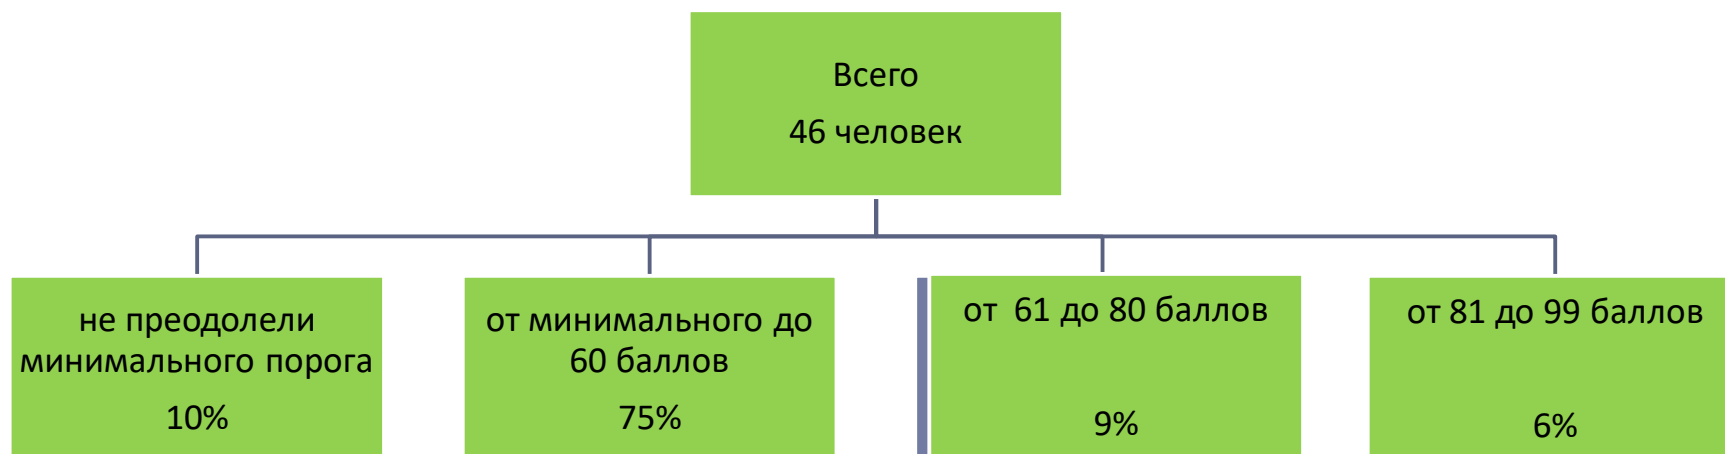 Всего
46 человек
не преодолели
минимального порога
10%
от минимального до
60 баллов
75%
от 61 до 80 баллов
9%
от 81 до 99 баллов
6%